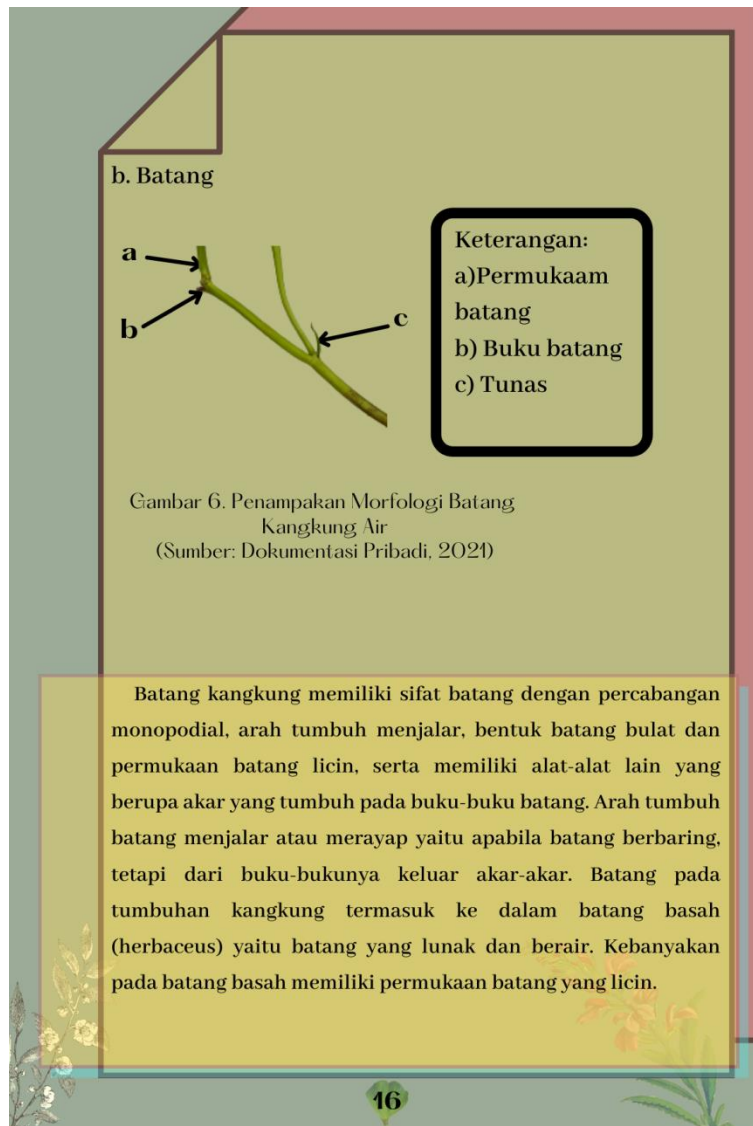 b. Batang
a
b
c
Keterangan:
a)Permukaam
batang
b) Buku batang
c) Tunas
Gambar 6. Penampakan Morfologi Batang
Kangkung Air
(Sumber: Dokumentasi Pribadi, 2021)
Batang kangkung memiliki sifat batang dengan percabangan
monopodial, arah tumbuh menjalar, bentuk batang bulat dan
permukaan batang licin, serta memiliki alat-alat lain yang
berupa akar yang tumbuh pada buku-buku batang. Arah tumbuh
batang menjalar atau merayap yaitu apabila batang berbaring,
tetapi dari buku-bukunya keluar akar-akar. Batang pada
tumbuhan kangkung termasuk ke dalam batang basah
(herbaceus) yaitu batang yang lunak dan berair. Kebanyakan
pada batang basah memiliki permukaan batang yang licin.
16